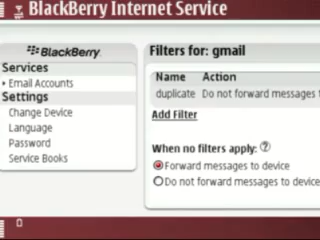 BlackBerry Internet Service
BlackBerry.
Services
Email Accounts
Settings
Change Device
Language
Password
Service Books
Filters for: gmail
Name Action
duplicate Do not forward messages
Add Filter
When no filters apply: ?
Forward messages to device
Do not forward messages to device